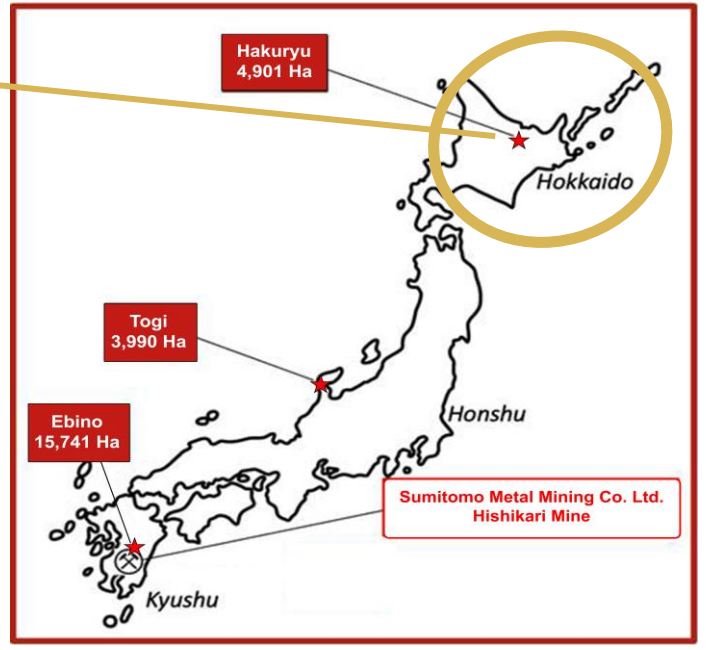 Hakuryu
4,901 Ha
Hokkaido
Togi
3,990 Ha
Ebino
15,741 Ha
Honshu
Sumitomo Metal Mining Co. Ltd.
Hishikari Mine
Kyushu